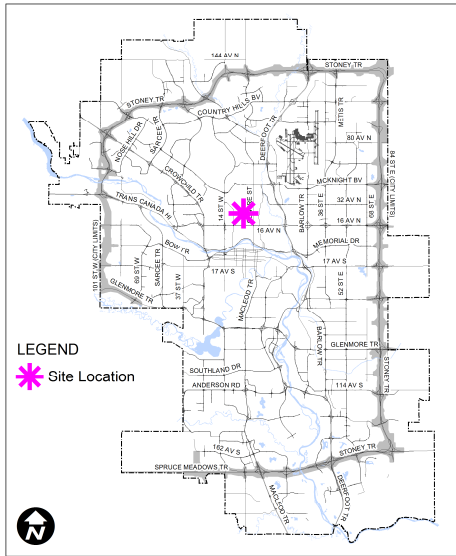 144 AV N
STONEY TR
STONEY TR
COUNTRY HILLS BV
METIS TR
NOSE HILL DR
SARCEE TR
DEERFOOT TR
80 AV N
CROWCHILD TR
MCKNIGHT BV
84 ST E (CITY LIMITS)
TRANS CANADA HI
14 ST W
BARLOW TR
36 ST E
32 AV N
68 ST E
16 AV N
16 AV N
BOW TR
MEMORIAL DR
101 ST W (CITY LIMITS)
69 ST W
SARCEE TR
17 AV S
17 AV S
37 ST W
MACLEOD TR
52 ST E
GLENMORE TR
BARLOW TR
GLENMORE TR
STONEY TR
LEGEND
Site Location
SOUTHLAND DR
ANDERSON RD
114 AV S
162 AV S
STONEY TR
SPRUCE MEADOWS TR
MACLEOD TR
DEERFOOT TR
N